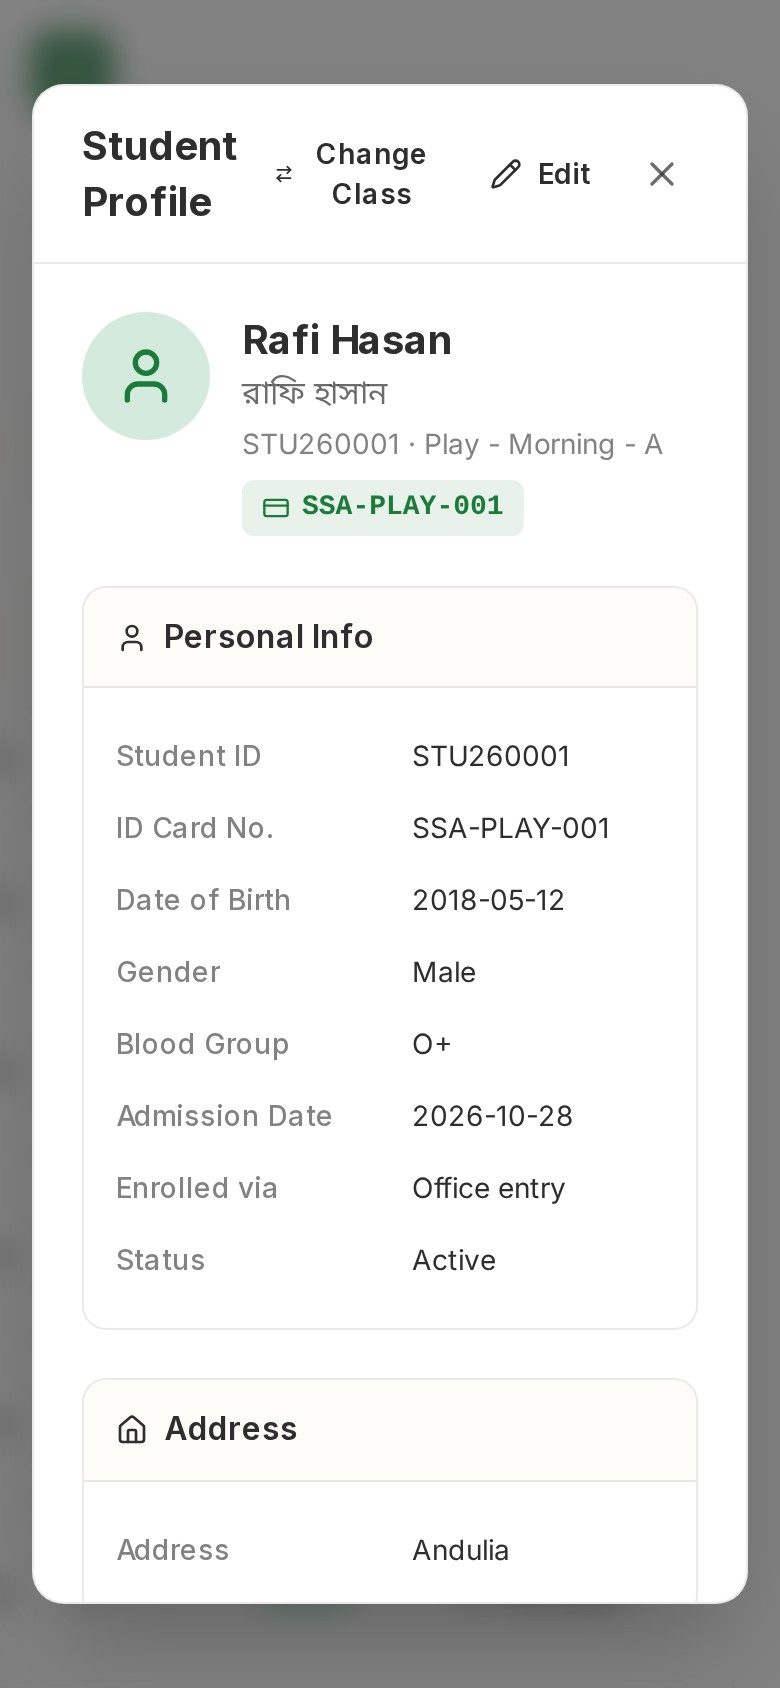 Student Profile
Change Class
Edit
Rafi Hasan
রাফি হাসান
STU260001 · Play - Morning - A
SSA-PLAY-001
Personal Info
Student ID STU260001
ID Card No. SSA-PLAY-001
Date of Birth 2018-05-12
Gender Male
Blood Group O+
Admission Date 2026-10-28
Enrolled via Office entry
Status Active
Address
Address Andulia